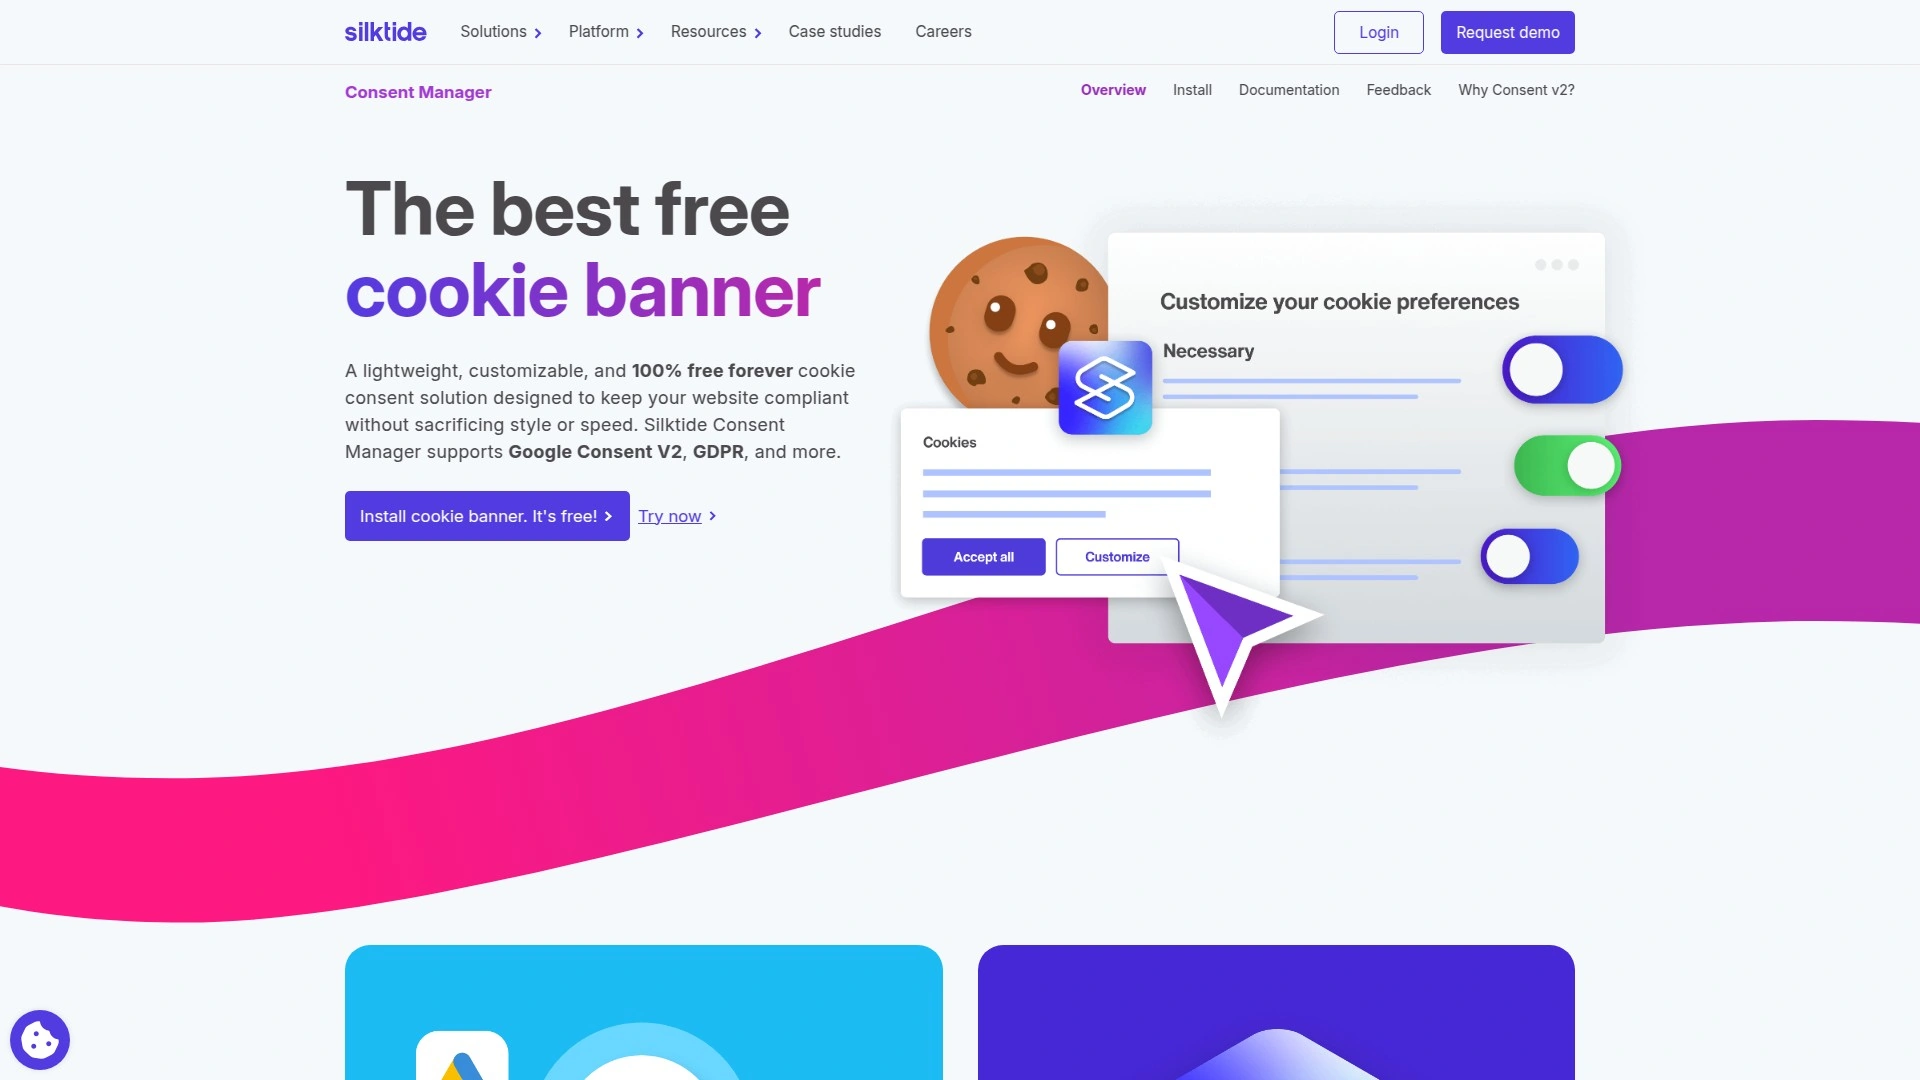 silktide
Solutions
Platform
Resources
Case studies
Careers
Login
Request demo
Consent Manager
Overview
Install
Documentation
Feedback
Why Consent v2?
The best free
cookie banner
A lightweight, customizable, and 100% free forever cookie
consent solution designed to keep your website compliant
without sacrificing style or speed. Silktide Consent
Manager supports Google Consent V2, GDPR, and more.
Install cookie banner. It's free!
Try now
Customize your cookie preferences
Necessary
Cookies
Accept all
Customize